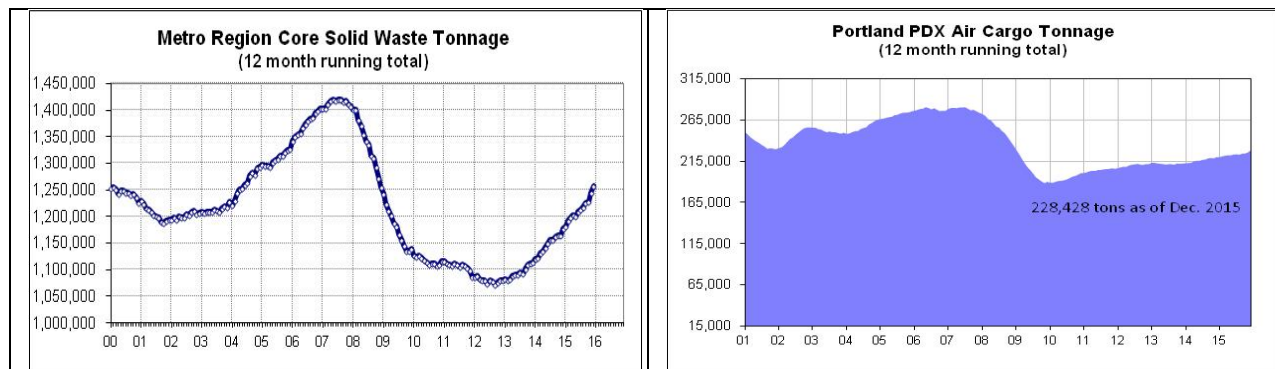 Metro Region Core Solid Waste Tonnage
(12 month running total)
1,450,000
1,400,000
1,350,000
1,300,000
1,250,000
1,200,000
1,150,000
1,100,000
1,050,000
1,000,000
00 01 02 03 04 05 06 07 08 09 10 11 12 13 14 15 16
Portland PDX Air Cargo Tonnage
(12 month running total)
315,000
265,000
215,000
165,000
115,000
65,000
15,000
228,428 tons as of Dec. 2015
01 02 03 04 05 06 07 08 09 10 11 12 13 14 15